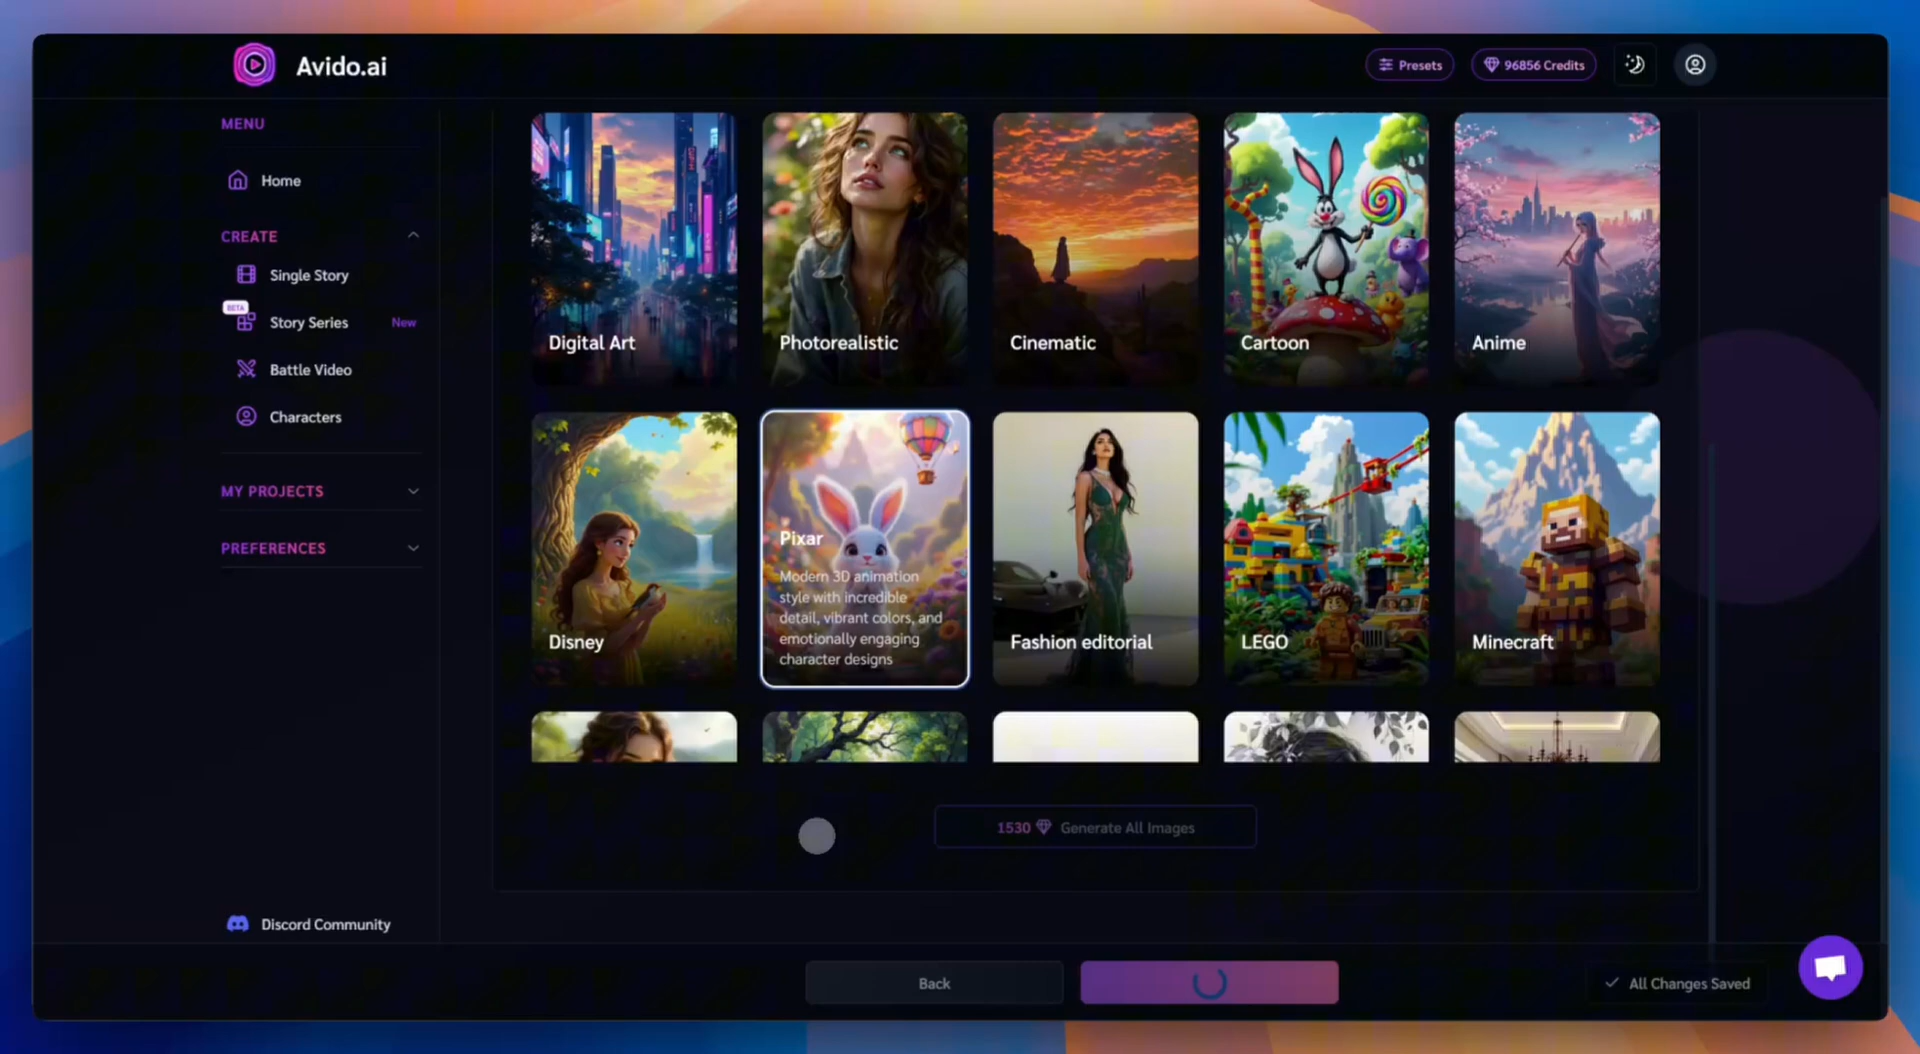 Avido.ai
Presets
96856 Credits
MENU
Home
CREATE
Single Story
BETA
Story Series
New
Battle Video
Characters
MY PROJECTS
PREFERENCES
Discord Community
Digital Art
Photorealistic
Cinematic
Cartoon
Anime
Disney
Pixar
Modern 3D animation
style with incredible
detail, vibrant colors, and
emotionally engaging
character designs
Fashion editorial
LEGO
Minecraft
1530 Generate All Images
Back
All Changes Saved